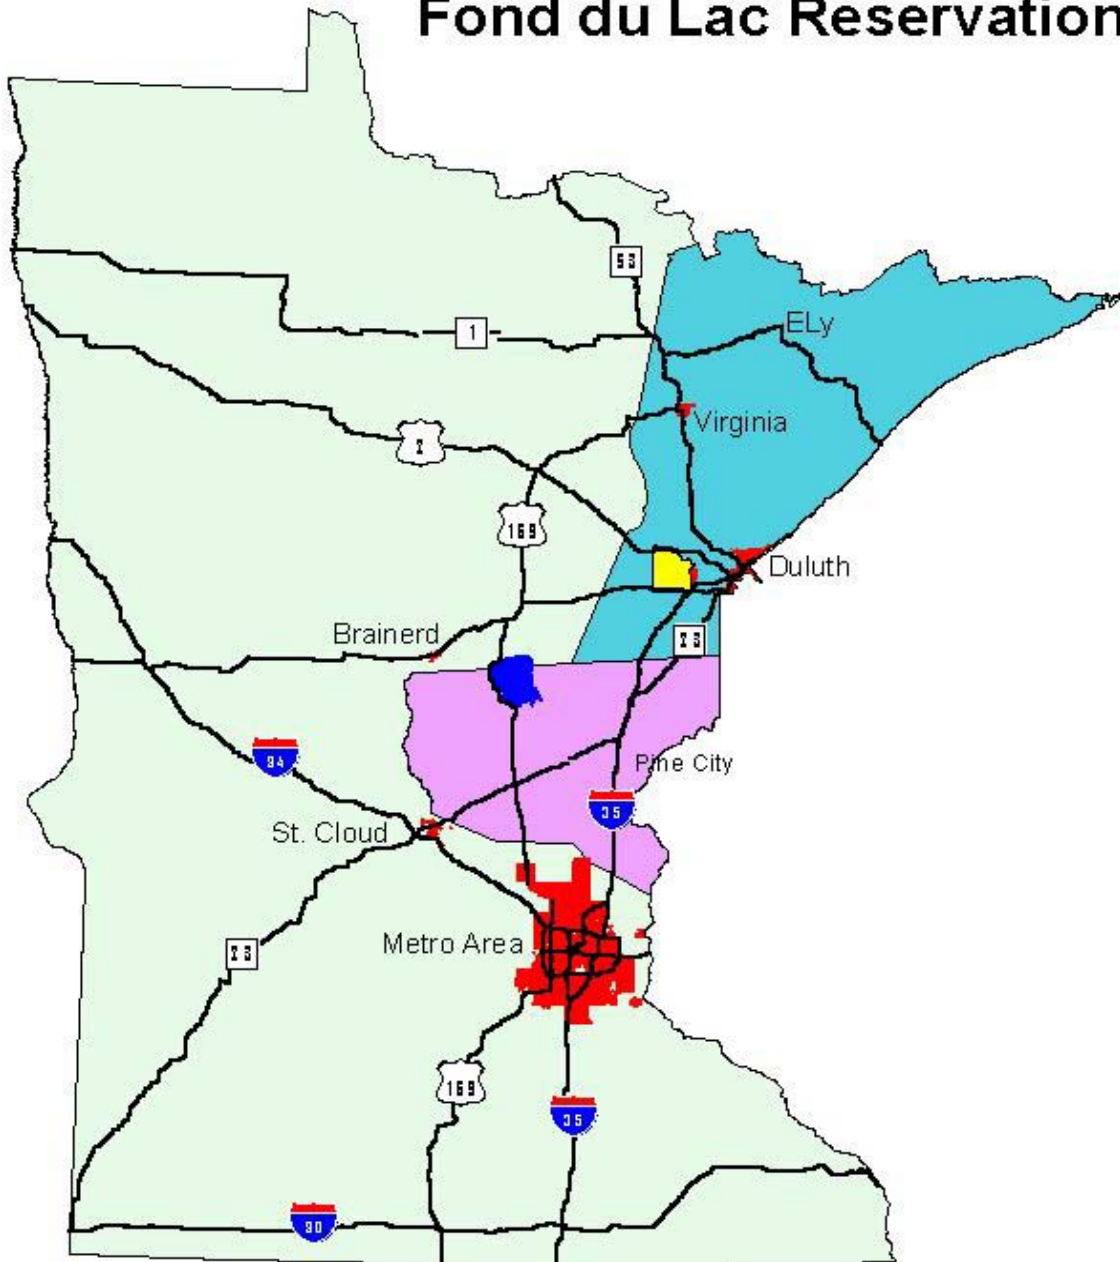 Fond du Lac Reservation
53
1
ELy
2
Virginia
169
Duluth
Brainerd
23
94
Pine City
35
St. Cloud
23
Metro Area
169
35
90